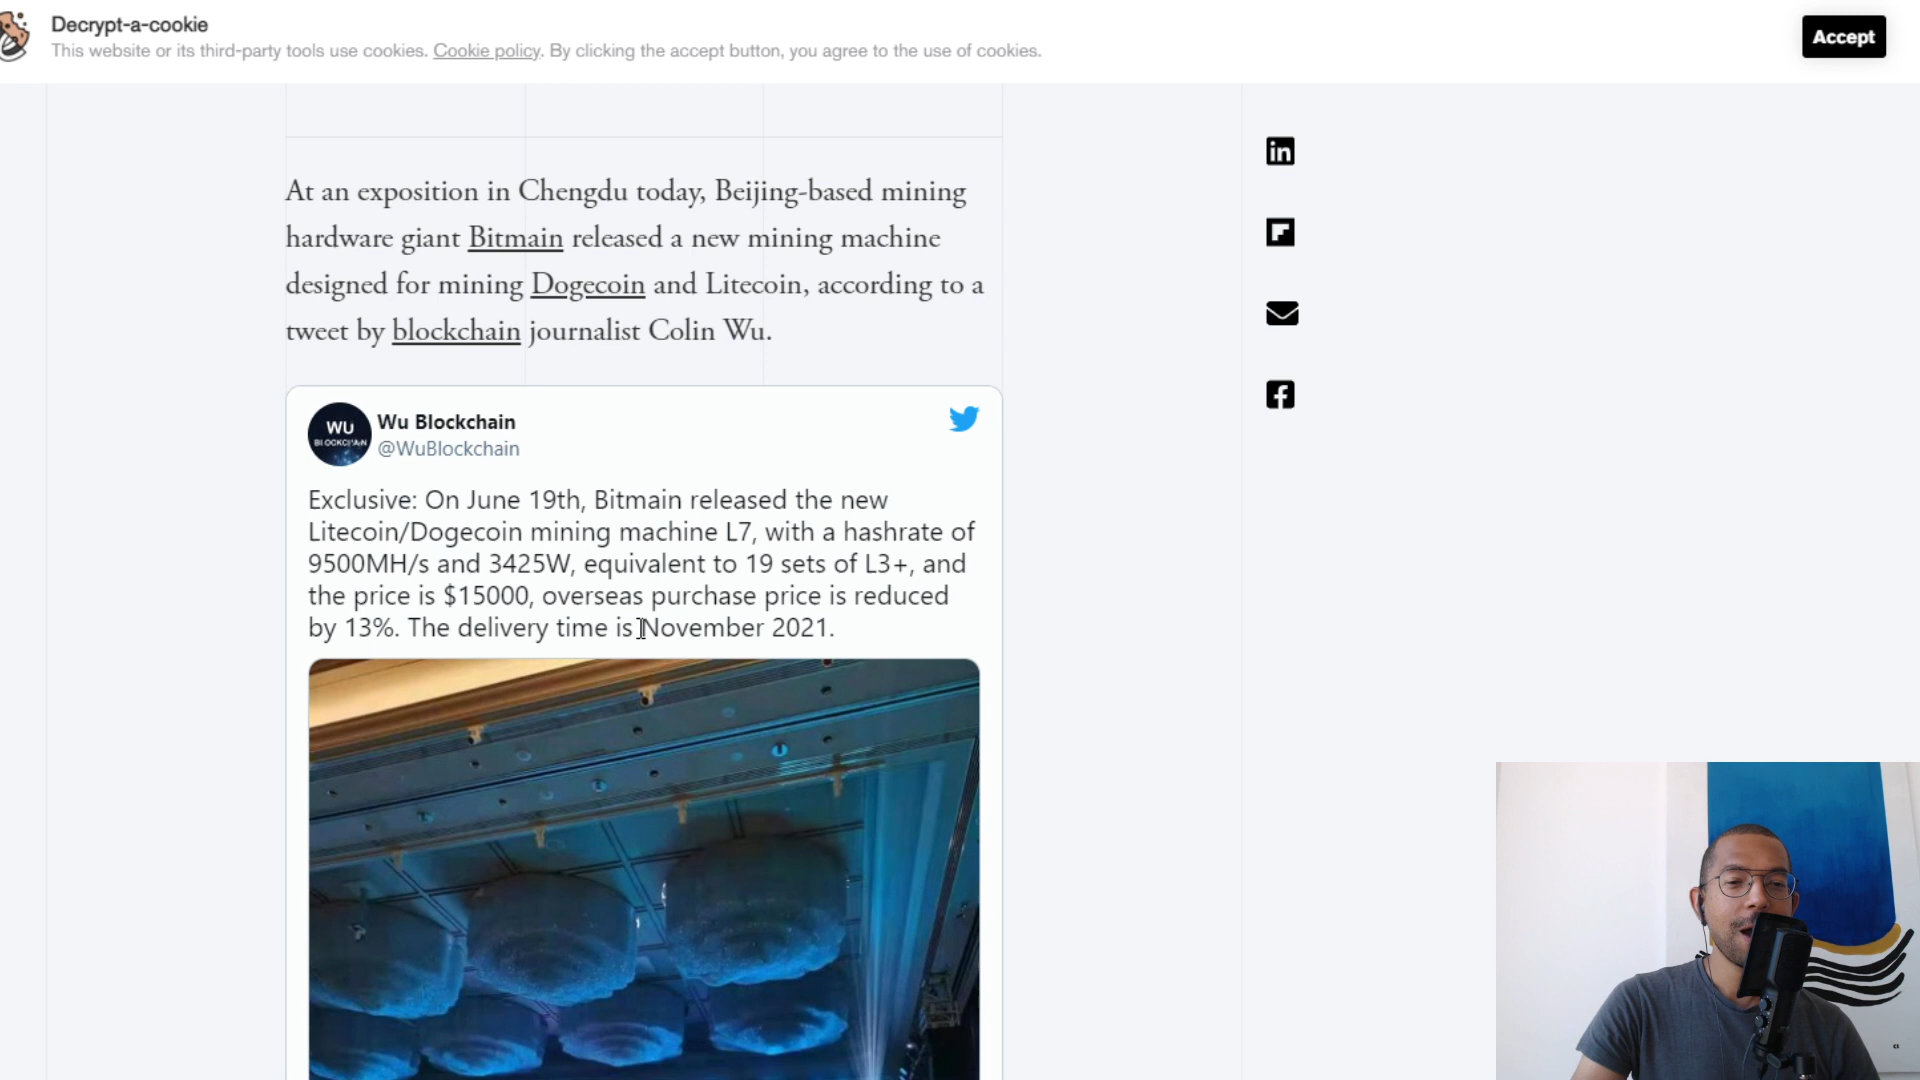 Decrypt-a-cookie
This website or its third-party tools use cookies. Cookie policy. By clicking the accept button, you agree to the use of cookies.
Accept
At an exposition in Chengdu today, Beijing-based mining
hardware giant Bitmain released a new mining machine
designed for mining Dogecoin and Litecoin, according to a
tweet by blockchain journalist Colin Wu.
WU
BLOCKCHAIN
Wu Blockchain
@WuBlockchain
Exclusive: On June 19th, Bitmain released the new
Litecoin/Dogecoin mining machine L7, with a hashrate of
9500MH/s and 3425W, equivalent to 19 sets of L3+, and
the price is $15000, overseas purchase price is reduced
by 13%. The delivery time is November 2021.
in